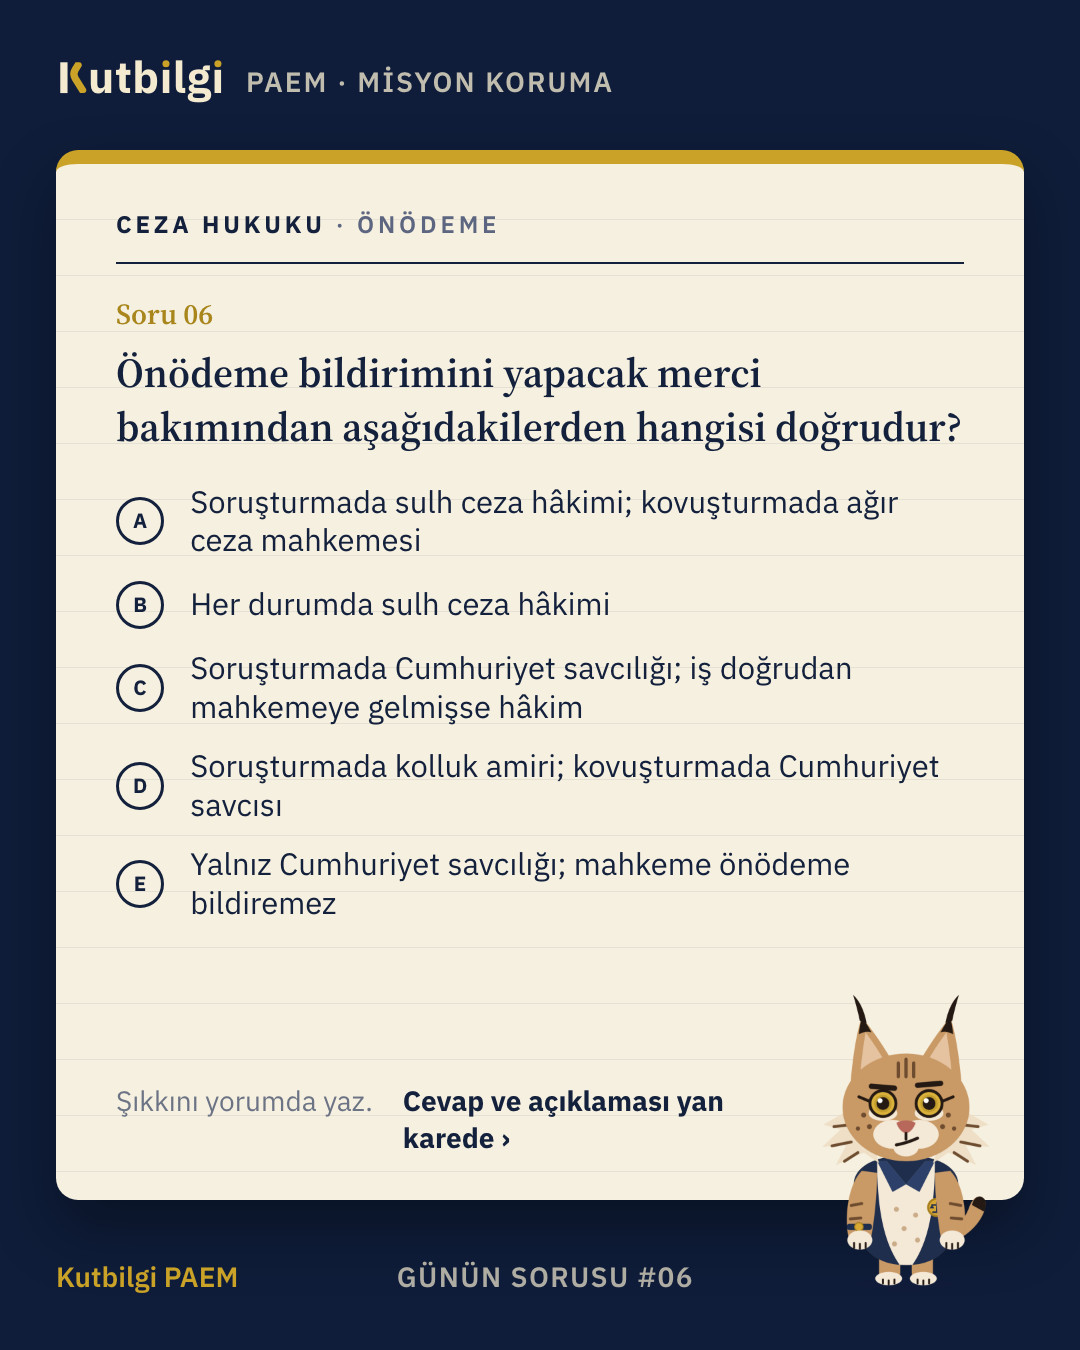 Kutbilgi PAEM · MİSYON KORUMA
CEZA HUKUKU · ÖNÖDEME
Soru 06
Önödeme bildirimini yapacak merci
bakımından aşağıdakilerden hangisi doğrudur?
A Soruşturmada sulh ceza hâkimi; kovuşturmada ağır
ceza mahkemesi
B Her durumda sulh ceza hâkimi
C Soruşturmada Cumhuriyet savcılığı; iş doğrudan
mahkemeye gelmişse hâkim
D Soruşturmada kolluk amiri; kovuşturmada Cumhuriyet
savcısı
E Yalnız Cumhuriyet savcılığı; mahkeme önödeme
bildiremez
Şıkkını yorumda yaz. Cevap ve açıklaması yan
karede ›
Kutbilgi PAEM GÜNÜN SORUSU #06